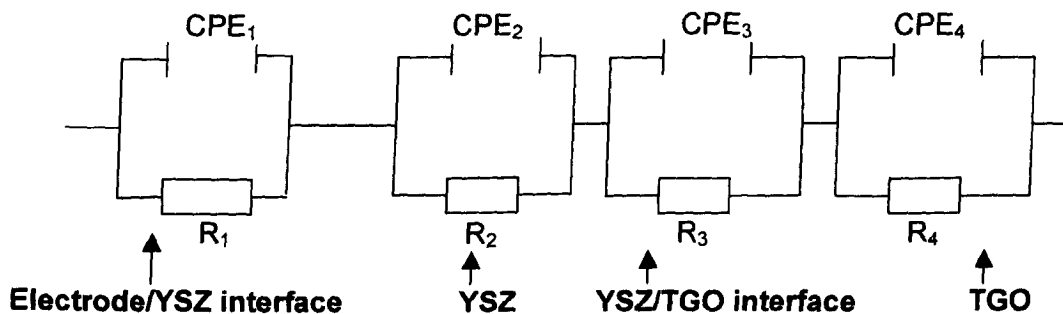 CPE₁ CPE₂ CPE₃ CPE₄
R₁ R₂ R₃ R₄
Electrode/YSZ interface YSZ YSZ/TGO interface TGO